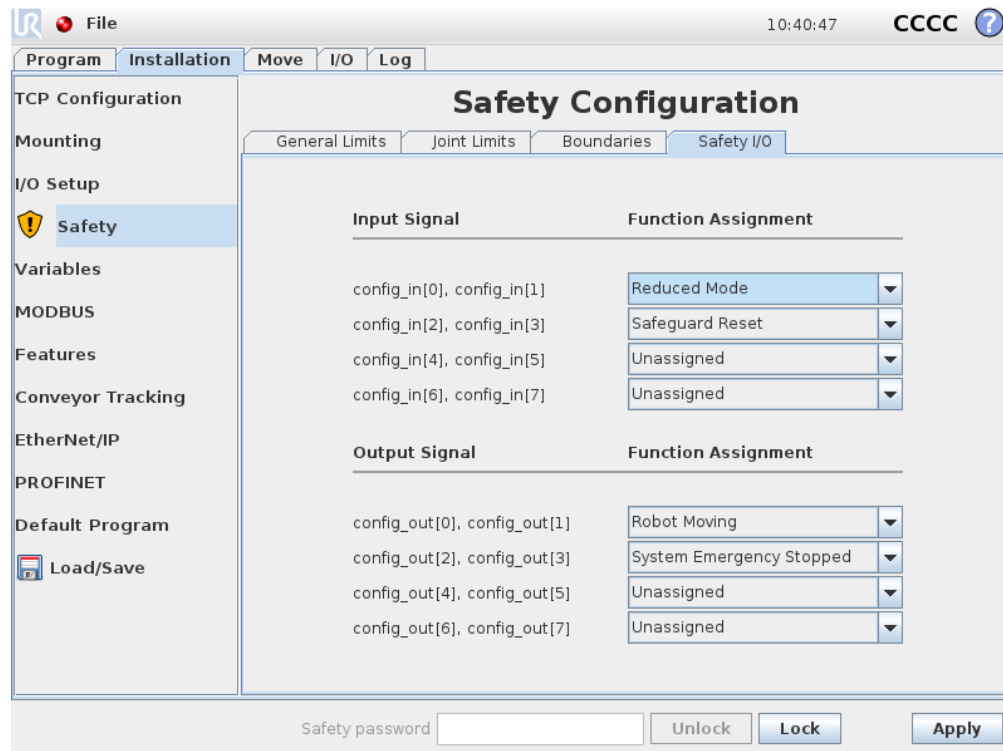 UR File 10:40:47 CCCC ?
Program Installation Move I/O Log
TCP Configuration
Mounting
I/O Setup
Safety
Variables
MODBUS
Features
Conveyor Tracking
EtherNet/IP
PROFINET
Default Program
Load/Save
Safety Configuration
General Limits Joint Limits Boundaries Safety I/O
Input Signal Function Assignment
config_in[0], config_in[1] Reduced Mode
config_in[2], config_in[3] Safeguard Reset
config_in[4], config_in[5] Unassigned
config_in[6], config_in[7] Unassigned
Output Signal Function Assignment
config_out[0], config_out[1] Robot Moving
config_out[2], config_out[3] System Emergency Stopped
config_out[4], config_out[5] Unassigned
config_out[6], config_out[7] Unassigned
Safety password Unlock Lock Apply